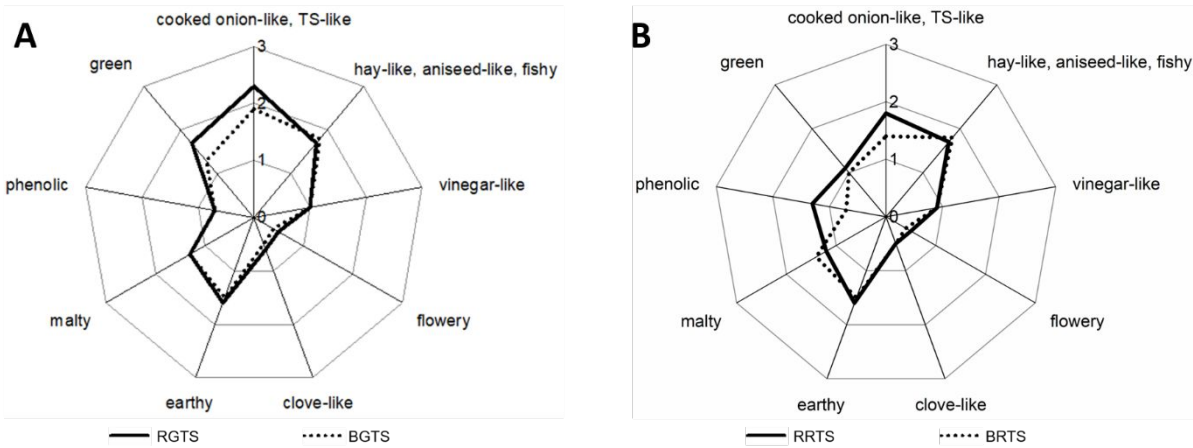 A
cooked onion-like, TS-like
3
green
hay-like, aniseed-like, fishy
2
1
phenolic
vinegar-like
0
malty
flowery
earthy
clove-like
RGTS
BGTS
B
cooked onion-like, TS-like
3
green
hay-like, aniseed-like, fishy
2
1
phenolic
vinegar-like
0
malty
flowery
earthy
clove-like
RRTS
BRTS